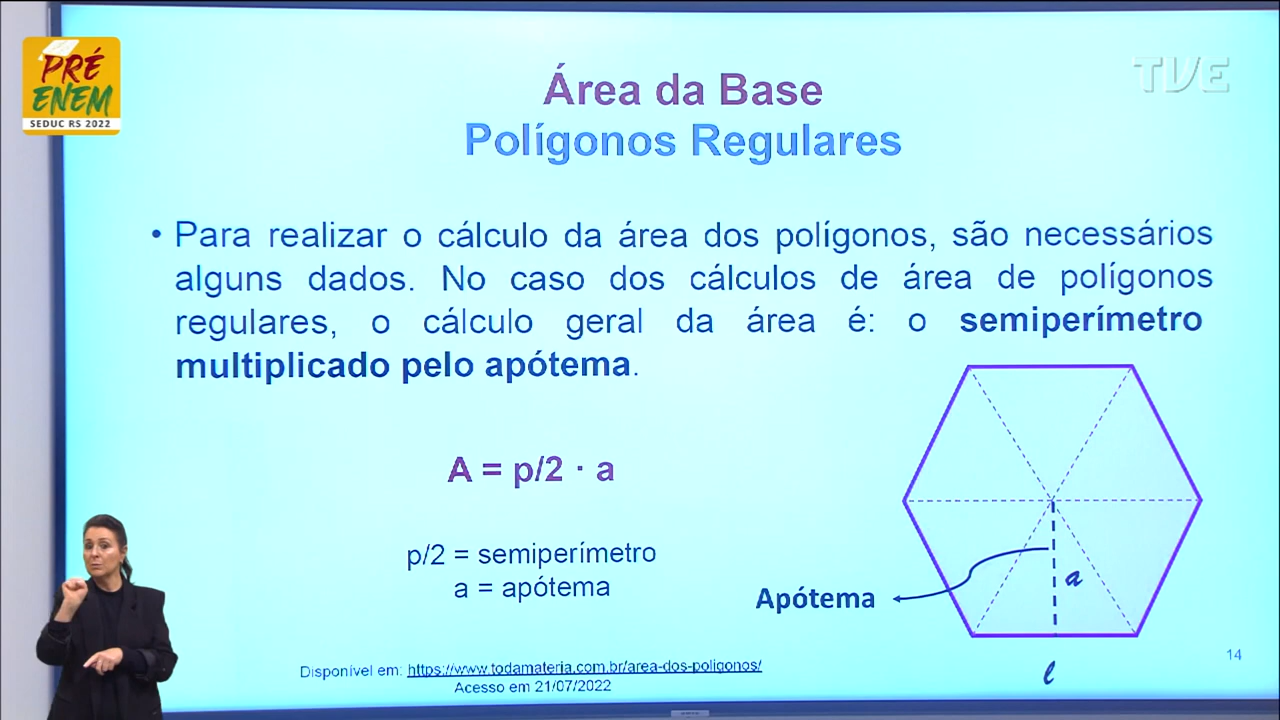 PRÉ
ENEM
SEDUC RS 2022
TVE
Área da Base
Polígonos Regulares
• Para realizar o cálculo da área dos polígonos, são necessários
alguns dados. No caso dos cálculos de área de polígonos
regulares, o cálculo geral da área é: o semiperímetro
multiplicado pelo apótema.
A = p/2 · a
p/2 = semiperímetro
a = apótema
a
Apótema
l
Disponível em: https://www.todamateria.com.br/area-dos-poligonos/
Acesso em 21/07/2022
14